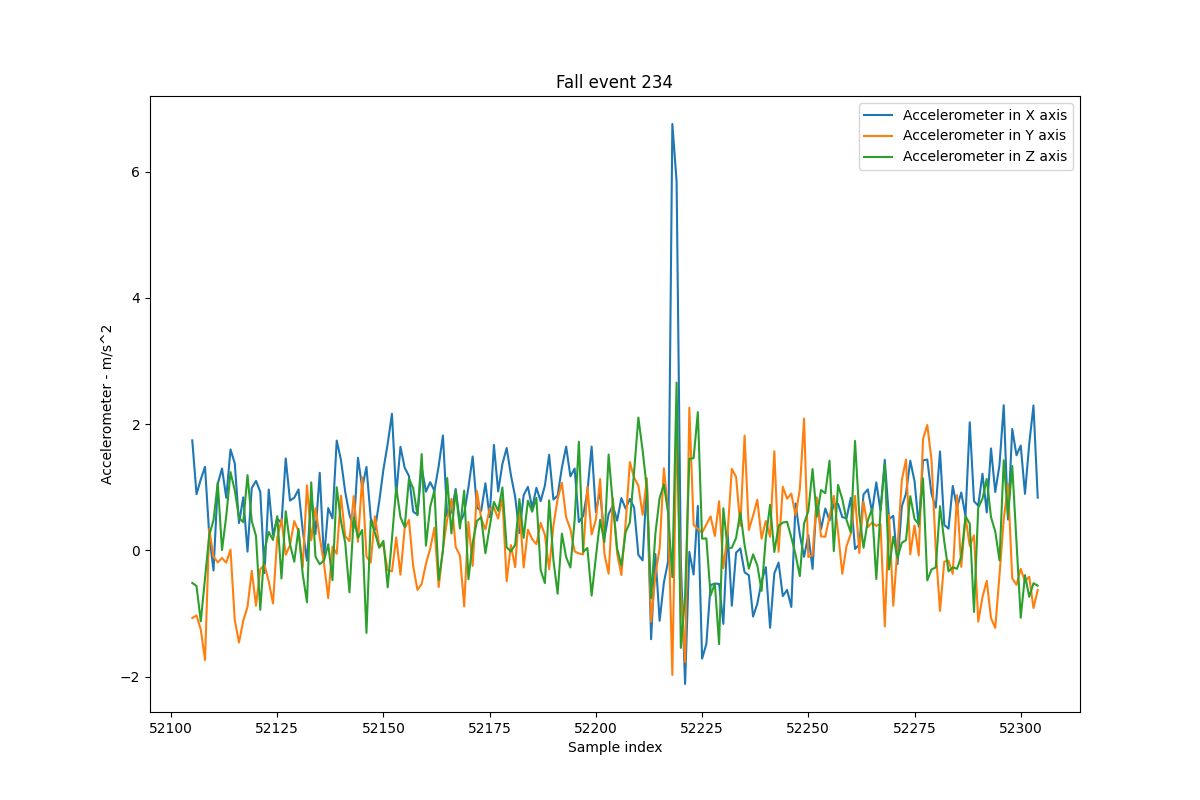 Fall event 234
Accelerometer in X axis
Accelerometer in Y axis
Accelerometer in Z axis
Accelerometer - m/s^2
6
4
2
0
−2
52100 52125 52150 52175 52200 52225 52250 52275 52300
Sample index